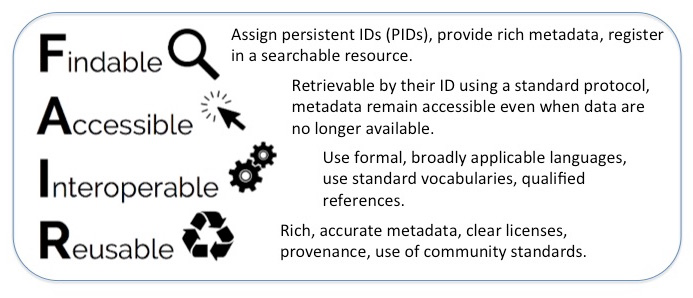 Findable
Assign persistent IDs (PIDs), provide rich metadata, register
in a searchable resource.
Accessible
Retrievable by their ID using a standard protocol,
metadata remain accessible even when data are
no longer available.
Interoperable
Use formal, broadly applicable languages,
use standard vocabularies, qualified
references.
Reusable
Rich, accurate metadata, clear licenses,
provenance, use of community standards.